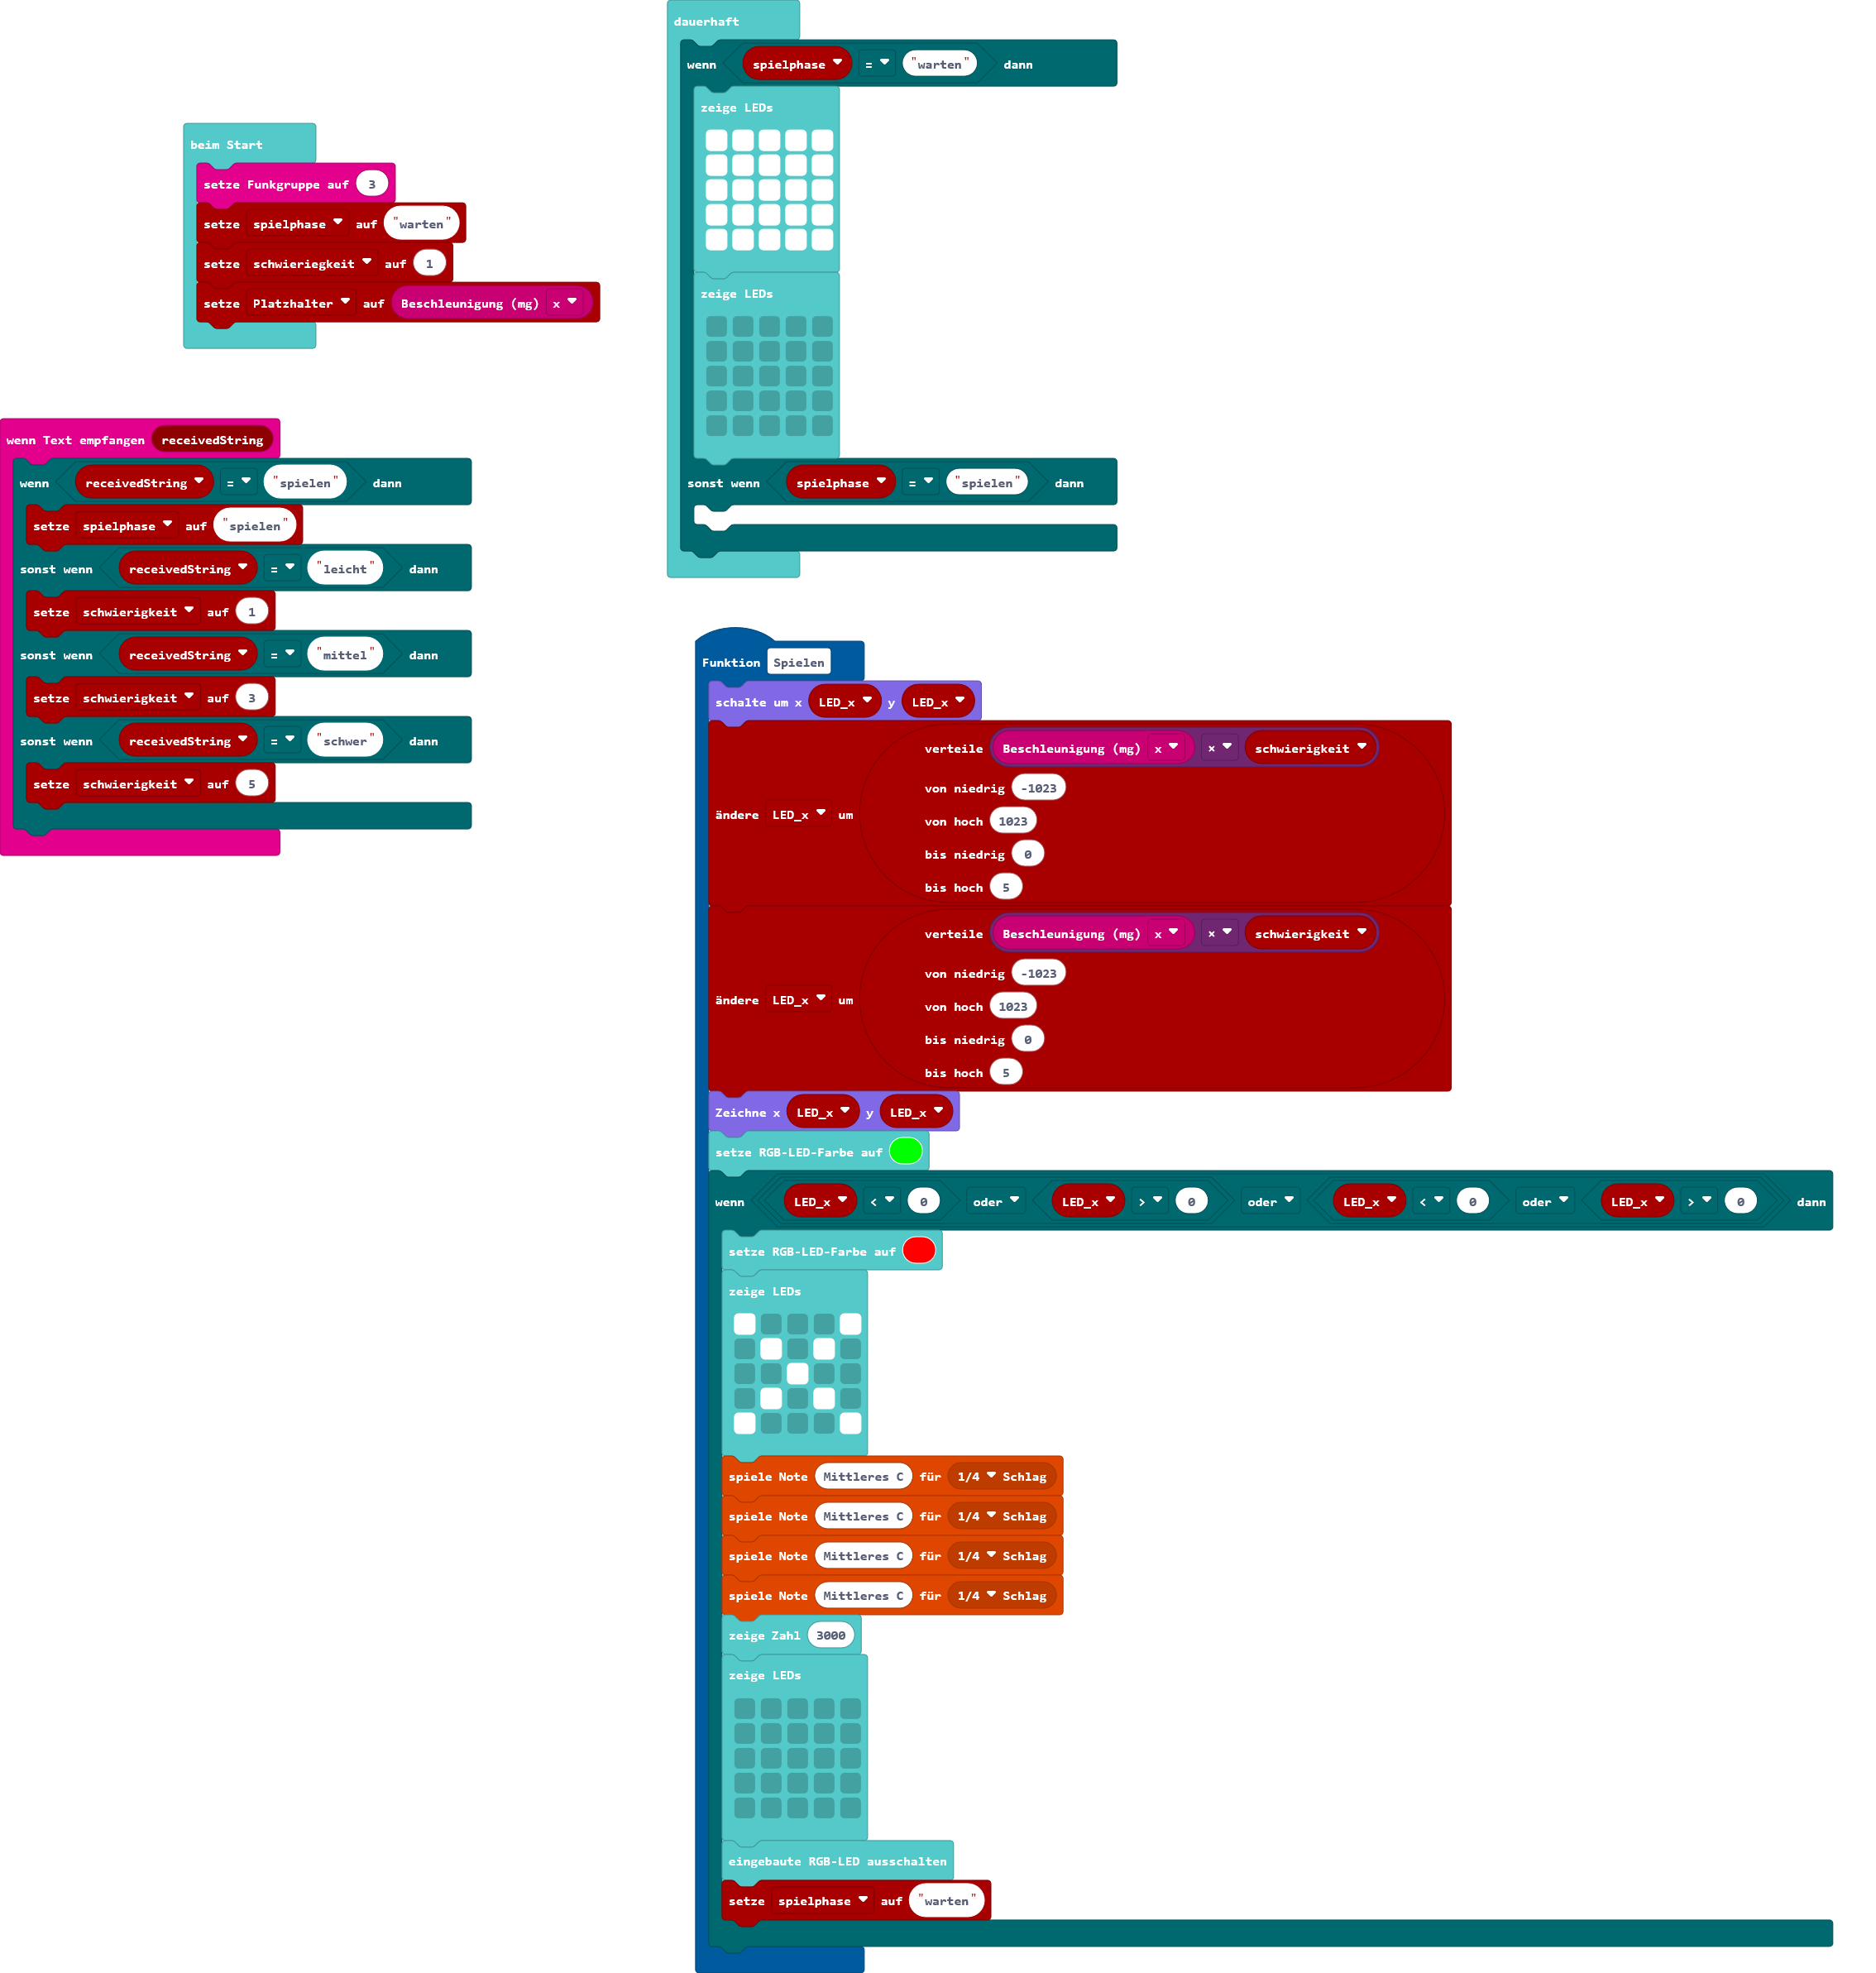 beim Start
setze Funkgruppe auf 3
setze spielphase auf "warten"
setze schwieriegkeit auf 1
setze Platzhalter auf Beschleunigung (mg) x
wenn Text empfangen receivedString
wenn receivedString = "spielen" dann
setze spielphase auf "spielen"
sonst wenn receivedString = "leicht" dann
setze schwierigkeit auf 1
sonst wenn receivedString = "mittel" dann
setze schwierigkeit auf 3
sonst wenn receivedString = "schwer" dann
setze schwierigkeit auf 5
dauerhaft
wenn spielphase = "warten" dann
zeige LEDs
zeige LEDs
sonst wenn spielphase = "spielen" dann
Funktion Spielen
schalte um x LED_x y LED_x
ändere LED_x um verteile Beschleunigung (mg) x × schwierigkeit
von niedrig -1023
von hoch 1023
bis niedrig 0
bis hoch 5
ändere LED_x um verteile Beschleunigung (mg) x × schwierigkeit
von niedrig -1023
von hoch 1023
bis niedrig 0
bis hoch 5
Zeichne x LED_x y LED_x
setze RGB-LED-Farbe auf
wenn LED_x < 0 oder LED_x > 0 oder LED_x < 0 oder LED_x > 0 dann
setze RGB-LED-Farbe auf
zeige LEDs
spiele Note Mittleres C für 1/4 Schlag
spiele Note Mittleres C für 1/4 Schlag
spiele Note Mittleres C für 1/4 Schlag
spiele Note Mittleres C für 1/4 Schlag
zeige Zahl 3000
zeige LEDs
eingebaute RGB-LED ausschalten
setze spielphase auf "warten"